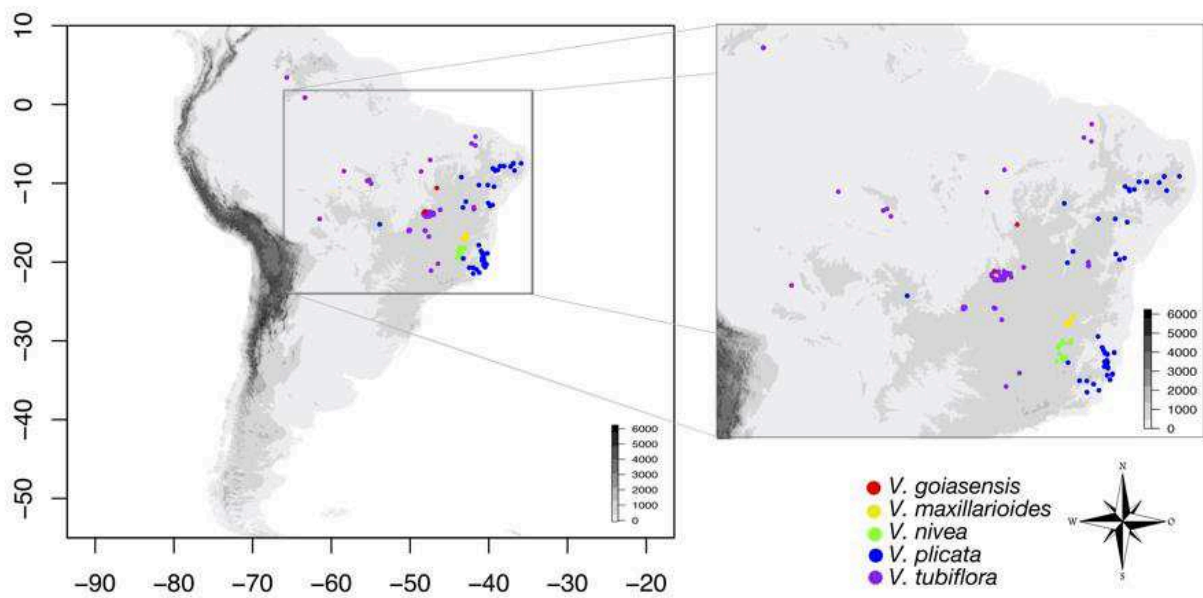 10
0
−10
−20
−30
−40
−50
−90 −80 −70 −60 −50 −40 −30 −20
6000
5000
4000
3000
2000
1000
0
6000
5000
4000
3000
2000
1000
0
V. goiasensis
V. maxillarioides
V. nivea
V. plicata
V. tubiflora
N
W O
S